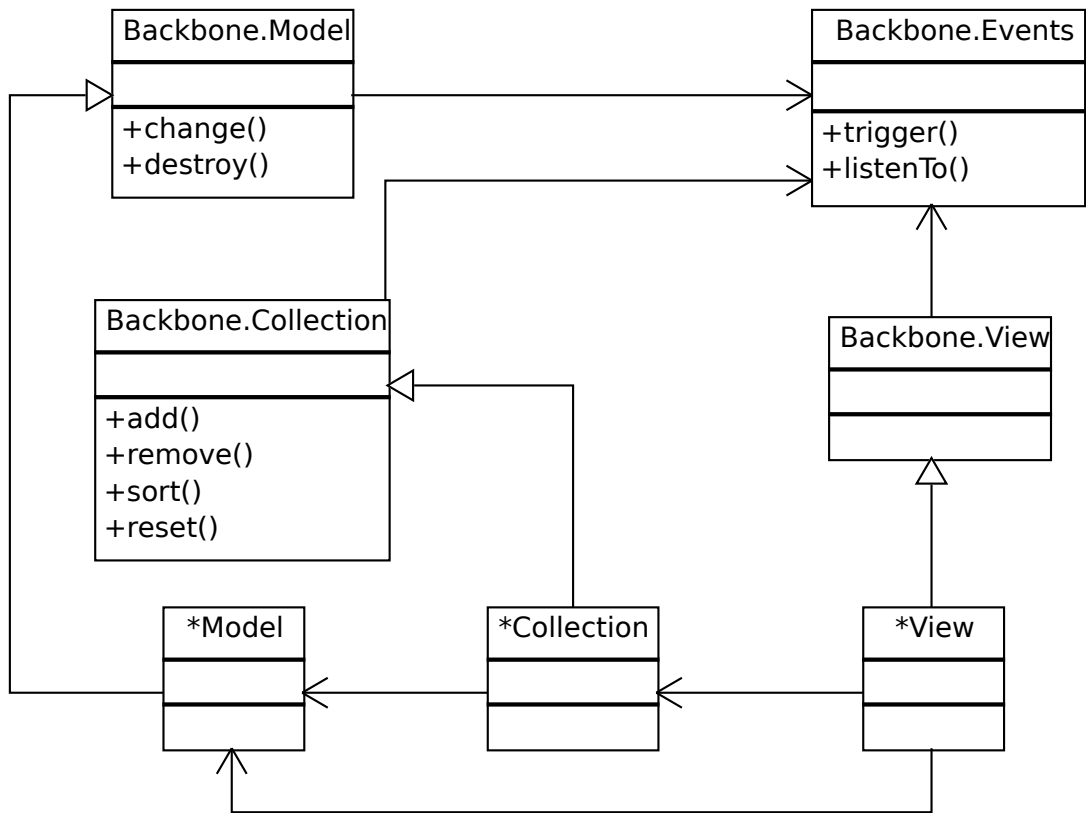 Backbone.Model
+change()
+destroy()
Backbone.Events
+trigger()
+listenTo()
Backbone.Collection
+add()
+remove()
+sort()
+reset()
Backbone.View
*Model
*Collection
*View